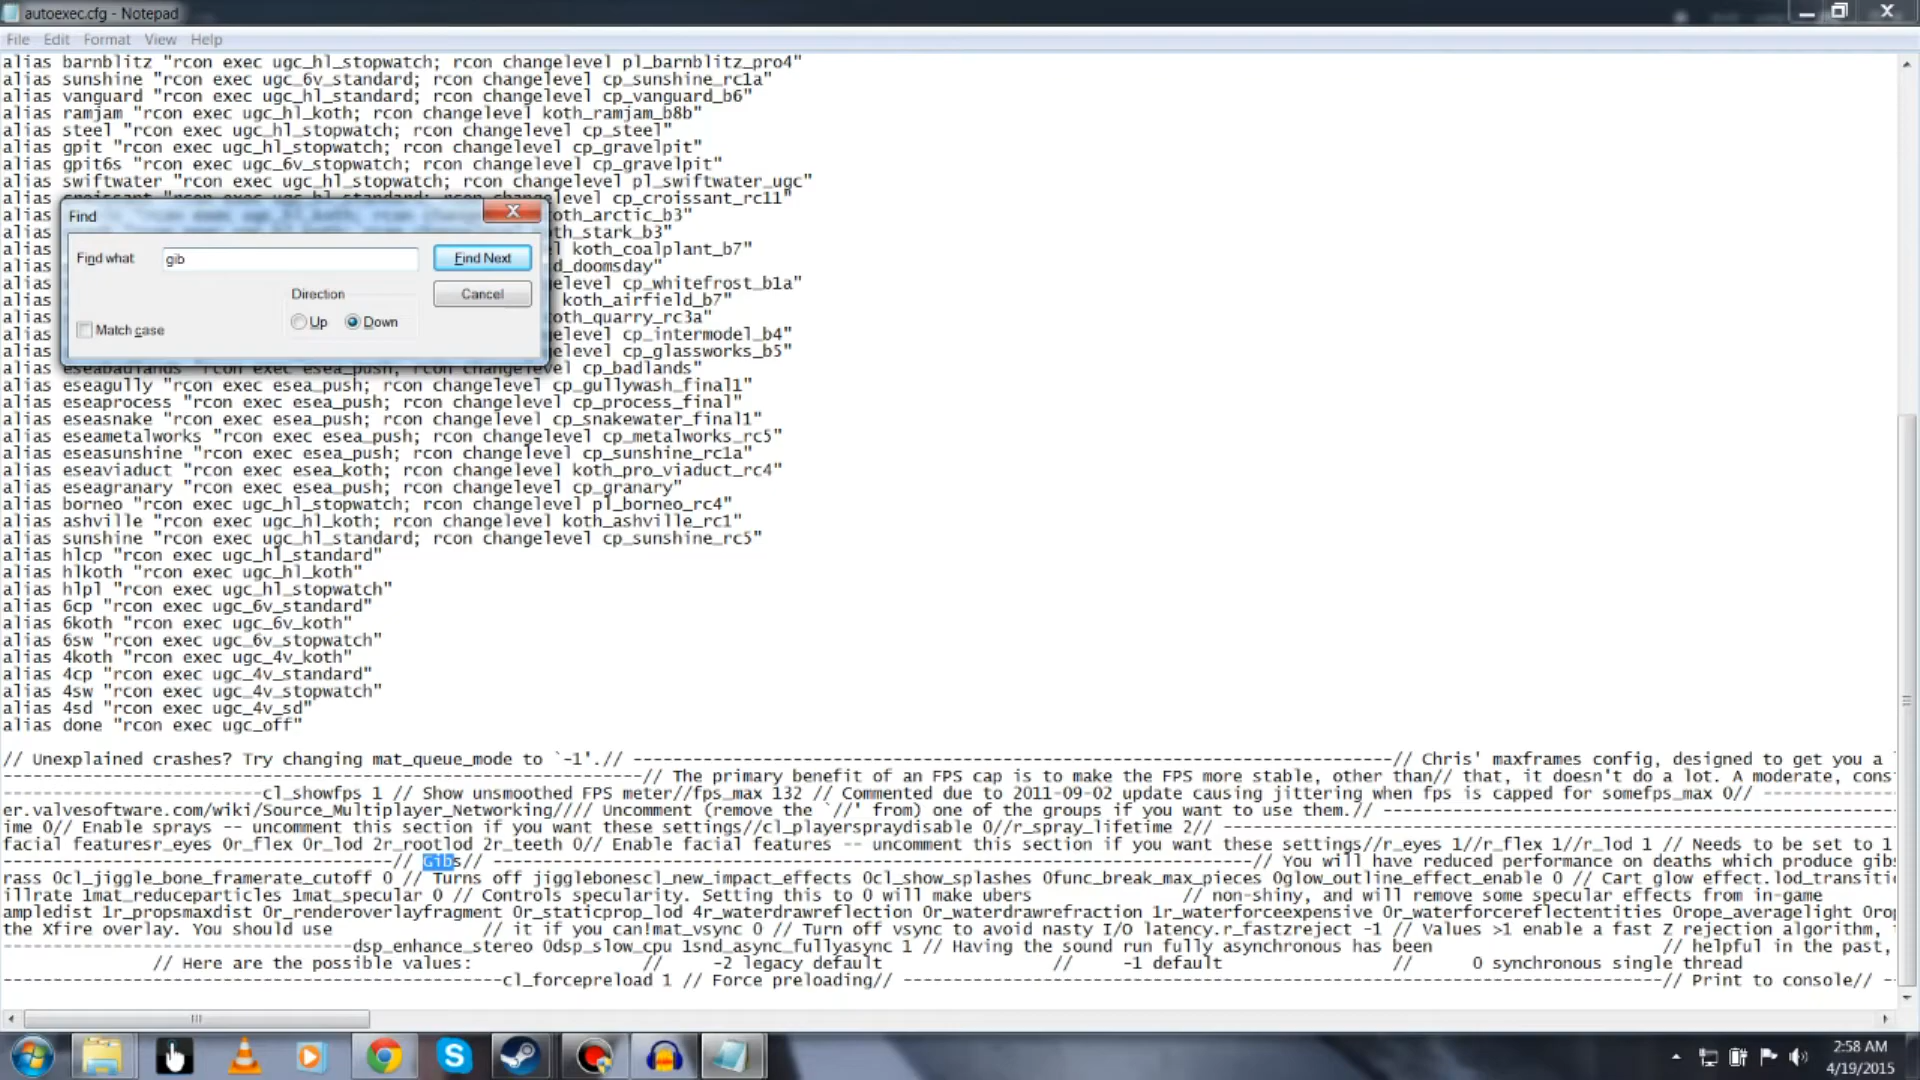 autoexec.cfg - Notepad
File Edit Format View Help
alias barnblitz "rcon exec ugc_hl_stopwatch; rcon changelevel pl_barnblitz_pro4"
alias sunshine "rcon exec ugc_6v_standard; rcon changelevel cp_sunshine_rc1a"
alias vanguard "rcon exec ugc_hl_standard; rcon changelevel cp_vanguard_b6"
alias ramjam "rcon exec ugc_hl_koth; rcon changelevel koth_ramjam_b8b"
alias steel "rcon exec ugc_hl_stopwatch; rcon changelevel cp_steel"
alias gpit "rcon exec ugc_hl_stopwatch; rcon changelevel cp_gravelpit"
alias gpit6s "rcon exec ugc_6v_stopwatch; rcon changelevel cp_gravelpit"
alias swiftwater "rcon exec ugc_hl_stopwatch; rcon changelevel pl_swiftwater_ugc"
alias croissant "rcon exec ugc_hl_standard; rcon changelevel cp_croissant_rc11"
alias oth_arctic_b3"
alias th_stark_b3"
alias koth_coalplant_b7"
alias d_doomsday"
alias el cp_whitefrost_b1a"
alias koth_airfield_b7"
alias oth_quarry_rc3a"
alias el cp_intermodel_b4"
alias el cp_glassworks_b5"
Find
Find what gib Find Next
Direction Cancel
Up Down
Match case
alias eseabadlands "rcon exec esea_push; rcon changelevel cp_badlands"
alias eseagully "rcon exec esea_push; rcon changelevel cp_gullywash_final1"
alias eseaprocess "rcon exec esea_push; rcon changelevel cp_process_final"
alias eseasnake "rcon exec esea_push; rcon changelevel cp_snakewater_final1"
alias eseametalworks "rcon exec esea_push; rcon changelevel cp_metalworks_rc5"
alias eseasunshine "rcon exec esea_push; rcon changelevel cp_sunshine_rc1a"
alias eseaviaduct "rcon exec esea_koth; rcon changelevel koth_pro_viaduct_rc4"
alias eseagranary "rcon exec esea_push; rcon changelevel cp_granary"
alias borneo "rcon exec ugc_hl_stopwatch; rcon changelevel pl_borneo_rc4"
alias ashville "rcon exec ugc_hl_koth; rcon changelevel koth_ashville_rc1"
alias sunshine "rcon exec ugc_hl_standard; rcon changelevel cp_sunshine_rc5"
alias hlcp "rcon exec ugc_hl_standard"
alias hlkoth "rcon exec ugc_hl_koth"
alias hlpl "rcon exec ugc_hl_stopwatch"
alias 6cp "rcon exec ugc_6v_standard"
alias 6koth "rcon exec ugc_6v_koth"
alias 6sw "rcon exec ugc_6v_stopwatch"
alias 4koth "rcon exec ugc_4v_koth"
alias 4cp "rcon exec ugc_4v_standard"
alias 4sw "rcon exec ugc_4v_stopwatch"
alias 4sd "rcon exec ugc_4v_sd"
alias done "rcon exec ugc_off"
// Unexplained crashes? Try changing mat_queue_mode to `-1'.// ----------------------------------------------------------------------------// Chris' maxframes config, designed to get you a
----------------------------------------------------------------// The primary benefit of an FPS cap is to make the FPS more stable, other than// that, it doesn't do a lot. A moderate, cons
--------------------------cl_showfps 1 // Show unsmoothed FPS meter//fps_max 132 // Commented due to 2011-09-02 update causing jittering when fps is capped for somefps_max 0// -------------
er.valvesoftware.com/wiki/Source_Multiplayer_Networking//// Uncomment (remove the `//' from) one of the groups if you want to use them.// ---------------------------------------------------
ime 0// Enable sprays -- uncomment this section if you want these settings//cl_playerspraydisable 0//r_spray_lifetime 2// --------------------------------------------------------------------
facial featuresr_eyes 0r_flex 0r_lod 2r_rootlod 2r_teeth 0// Enable facial features -- uncomment this section if you want these settings//r_eyes 1//r_flex 1//r_lod 1 // Needs to be set to 1
---------------------------------------// Gibs// ----------------------------------------------------------------------------// You will have reduced performance on deaths which produce gibs
rass 0cl_jiggle_bone_framerate_cutoff 0 // Turns off jigglebonescl_new_impact_effects 0cl_show_splashes 0func_break_max_pieces 0glow_outline_effect_enable 0 // Cart glow effect.lod_transiti
illrate 1mat_reduceparticles 1mat_specular 0 // Controls specularity. Setting this to 0 will make ubers // non-shiny, and will remove some specular effects from in-game
ampledist 1r_propsmaxdist 0r_renderoverlayfragment 0r_staticprop_lod 4r_waterdrawreflection 0r_waterdrawrefraction 1r_waterforceexpensive 0r_waterforcereflectentities 0rope_averagelight 0rop
the Xfire overlay. You should use // it if you can!mat_vsync 0 // Turn off vsync to avoid nasty I/O latency.r_fastzreject -1 // Values >1 enable a fast Z rejection algorithm,
-----------------------------------dsp_enhance_stereo 0dsp_slow_cpu 1snd_async_fullyasync 1 // Having the sound run fully asynchronous has been // helpful in the past,
// Here are the possible values: // -2 legacy default // -1 default // 0 synchronous single thread
--------------------------------------------------cl_forcepreload 1 // Force preloading// ----------------------------------------------------------------------------// Print to console// --
2:58 AM
4/19/2015